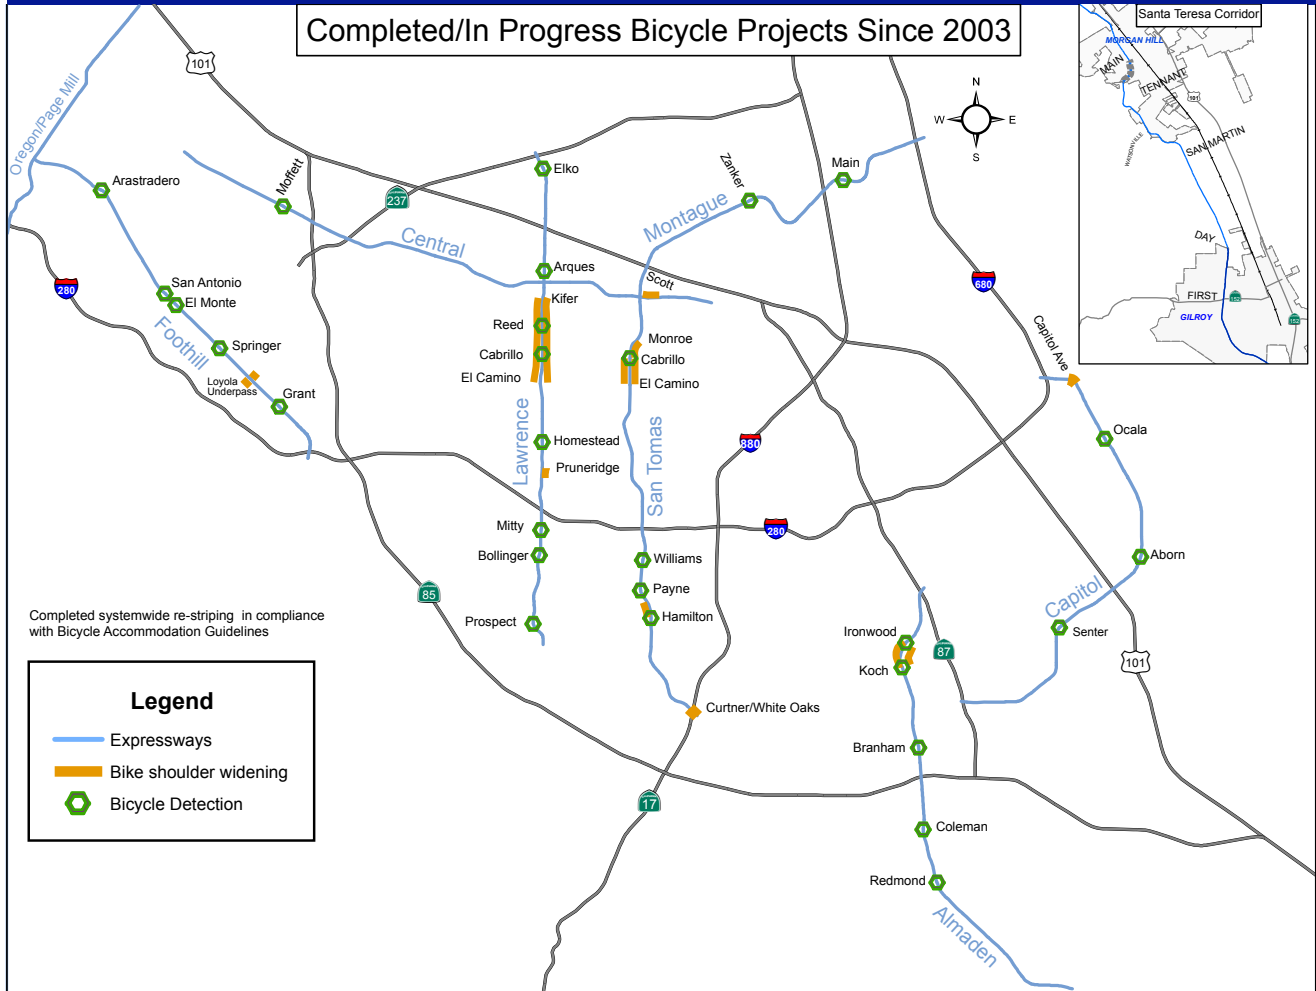 Completed/In Progress Bicycle Projects Since 2003
Santa Teresa Corridor
MORGAN HILL
MAIN
TENNANT
101
SAN MARTIN
WATSONVILLE
DAY
FIRST
152
GILROY
152
N
W
E
S
101
Oregon/Page Mill
Arastradero
Moffett
237
Elko
Zanker
Main
Montague
Central
280
San Antonio
El Monte
Foothill
Springer
Loyola
Underpass
Grant
Arques
Kifer
Reed
Cabrillo
El Camino
Scott
Monroe
Cabrillo
El Camino
680
Capitol Ave
Ocala
Lawrence
Homestead
Pruneridge
San Tomas
880
280
Mitty
Bollinger
Prospect
Williams
Payne
Hamilton
Aborn
Capitol
Senter
85
Ironwood
Koch
87
101
Curtner/White Oaks
Branham
17
Coleman
Redmond
Almaden
Completed systemwide re-striping in compliance
with Bicycle Accommodation Guidelines
Legend
Expressways
Bike shoulder widening
Bicycle Detection